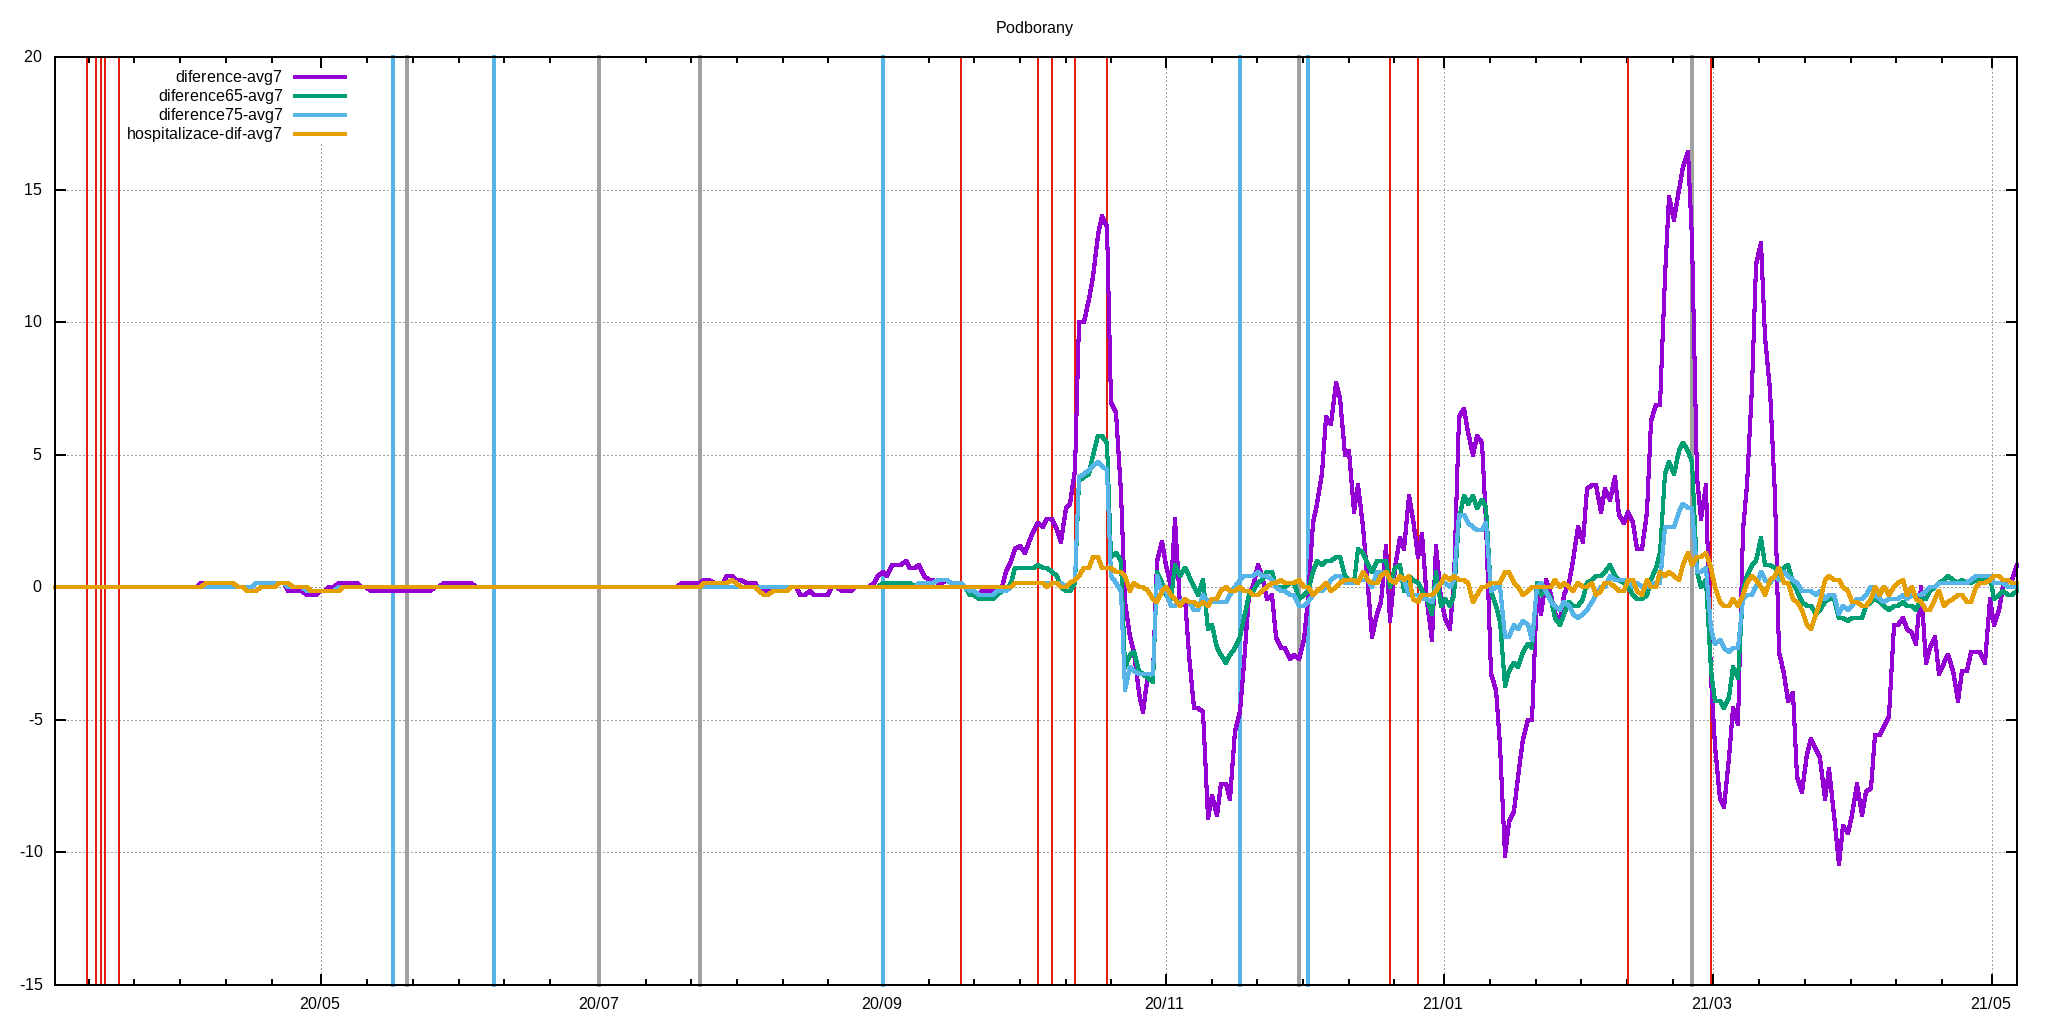 Podborany
20
diference-avg7
diference65-avg7
diference75-avg7
hospitalizace-dif-avg7
15
10
5
0
-5
-10
-15
20/05 20/07 20/09 20/11 21/01 21/03 21/05